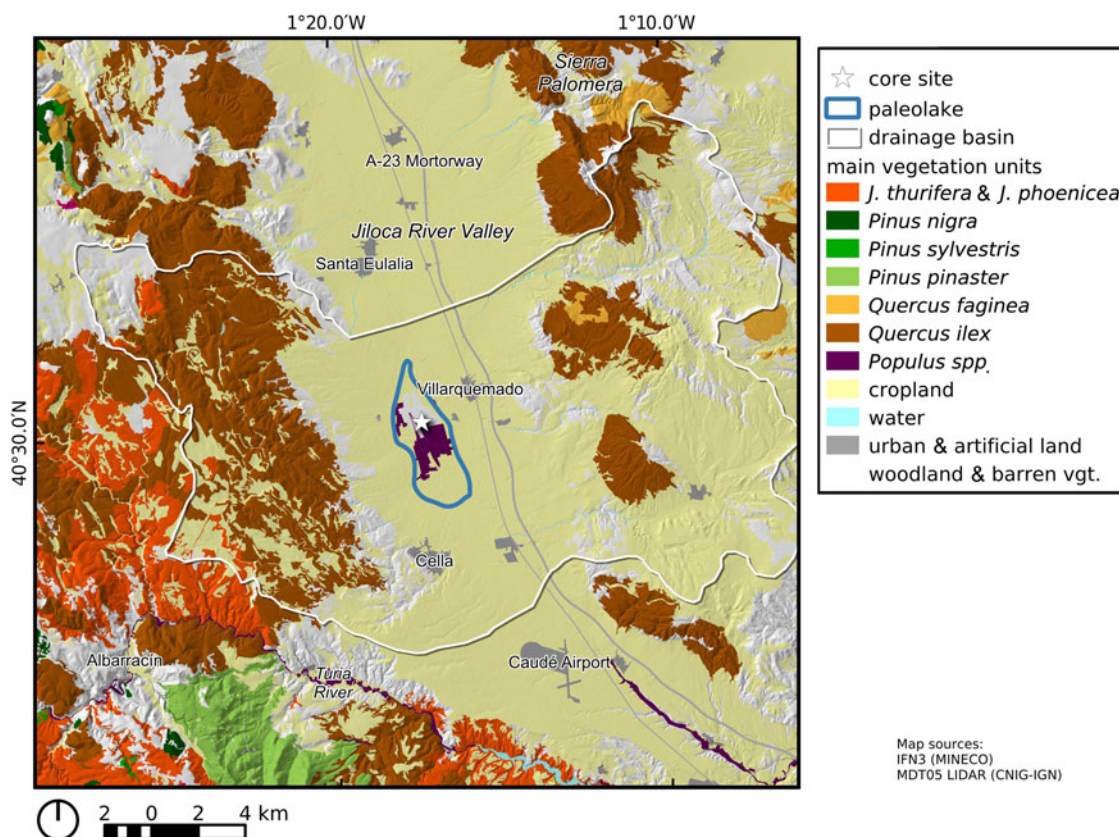 1°20.0'W
1°10.0'W
40°30.0'N
Sierra
Palomera
A-23 Mortorway
Jiloca River Valley
Santa Eulalia
Villarquemado
Cella
Albarracín
Turia
River
Caudé Airport
core site
paleolake
drainage basin
main vegetation units
J. thurifera & J. phoenicea
Pinus nigra
Pinus sylvestris
Pinus pinaster
Quercus faginea
Quercus ilex
Populus spp.
cropland
water
urban & artificial land
woodland & barren vgt.
Map sources:
IFN3 (MINECO)
MDT05 LIDAR (CNIG-IGN)
2 0 2 4 km